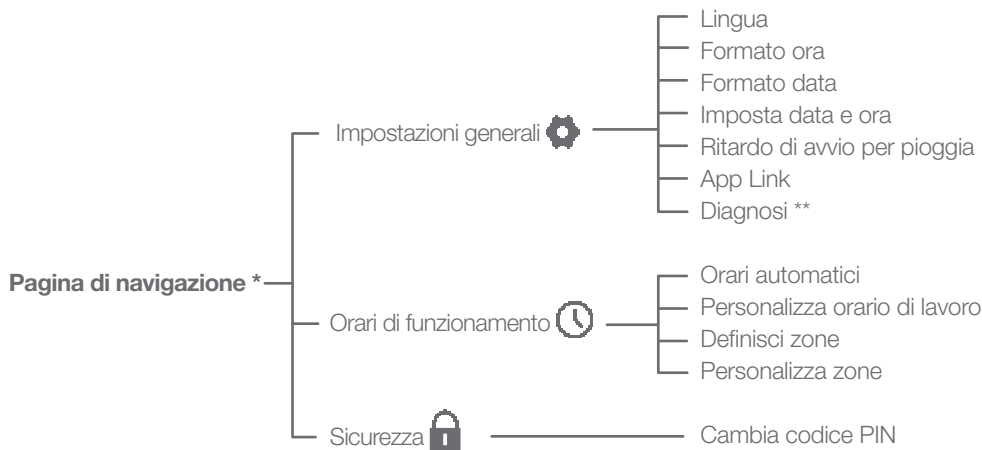 Lingua
Formato ora
Formato data
Impostazioni generali
Imposta data e ora
Ritardo di avvio per pioggia
App Link
Diagnosi **
Pagina di navigazione *
Orari automatici
Orari di funzionamento
Personalizza orario di lavoro
Definisci zone
Personalizza zone
Sicurezza
Cambia codice PIN